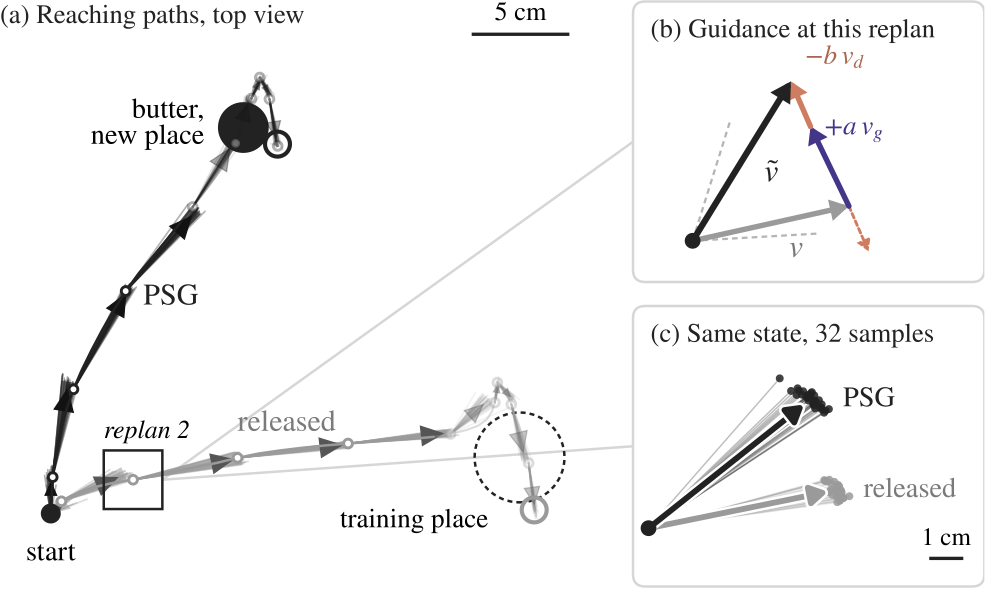 (a) Reaching paths, top view
5 cm
butter,
new place
PSG
replan 2
released
training place
start
(b) Guidance at this replan
−b v_d
+a v_g
ṽ
v
(c) Same state, 32 samples
PSG
released
1 cm